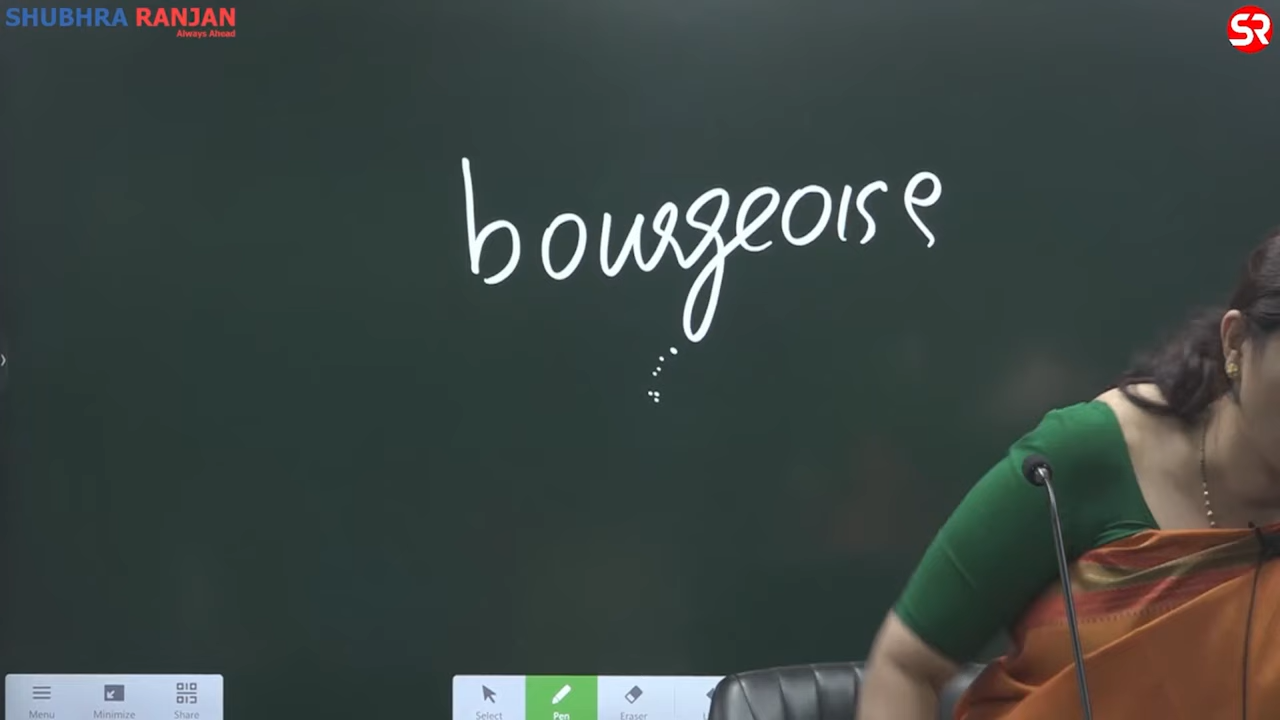 SHUBHRA RANJAN
Always Ahead
SR
bourgeoise
Menu
Minimize
Share
Select
Pen
Eraser